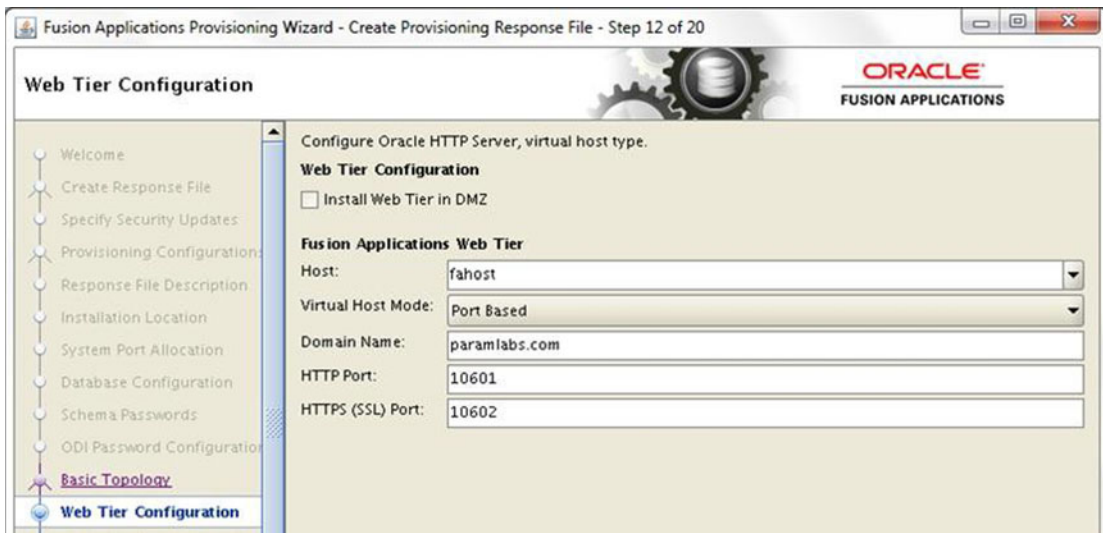 Fusion Applications Provisioning Wizard - Create Provisioning Response File - Step 12 of 20
Web Tier Configuration
ORACLE
FUSION APPLICATIONS
Welcome
Create Response File
Specify Security Updates
Provisioning Configurations
Response File Description
Installation Location
System Port Allocation
Database Configuration
Schema Passwords
ODI Password Configuration
Basic Topology
Web Tier Configuration
Configure Oracle HTTP Server, virtual host type.
Web Tier Configuration
Install Web Tier in DMZ
Fusion Applications Web Tier
Host: fahost
Virtual Host Mode: Port Based
Domain Name: paramlabs.com
HTTP Port: 10601
HTTPS (SSL) Port: 10602